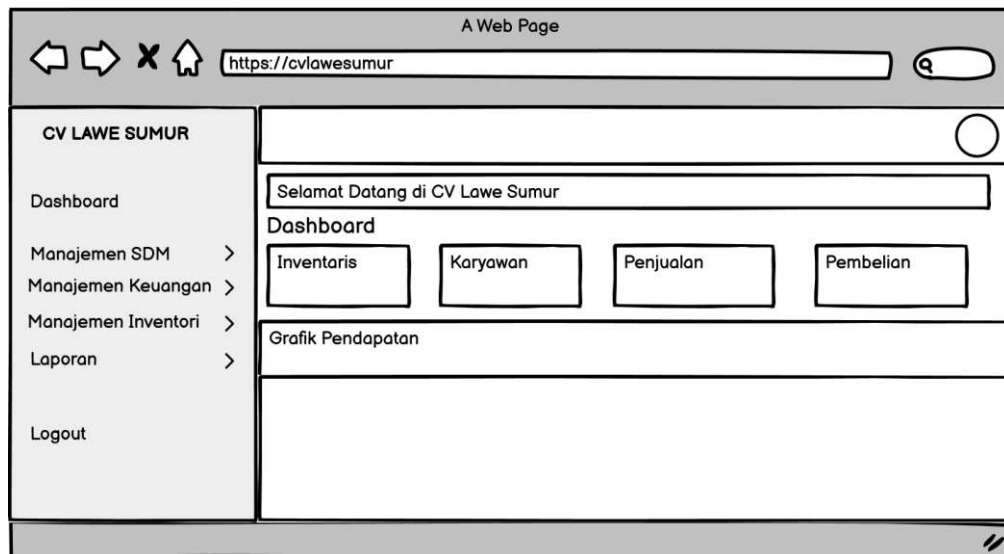 A Web Page
https://cvlawesumur
CV LAWE SUMUR
Dashboard
Manajemen SDM
Manajemen Keuangan
Manajemen Inventori
Laporan
Logout
Selamat Datang di CV Lawe Sumur
Dashboard
Inventaris
Karyawan
Penjualan
Pembelian
Grafik Pendapatan